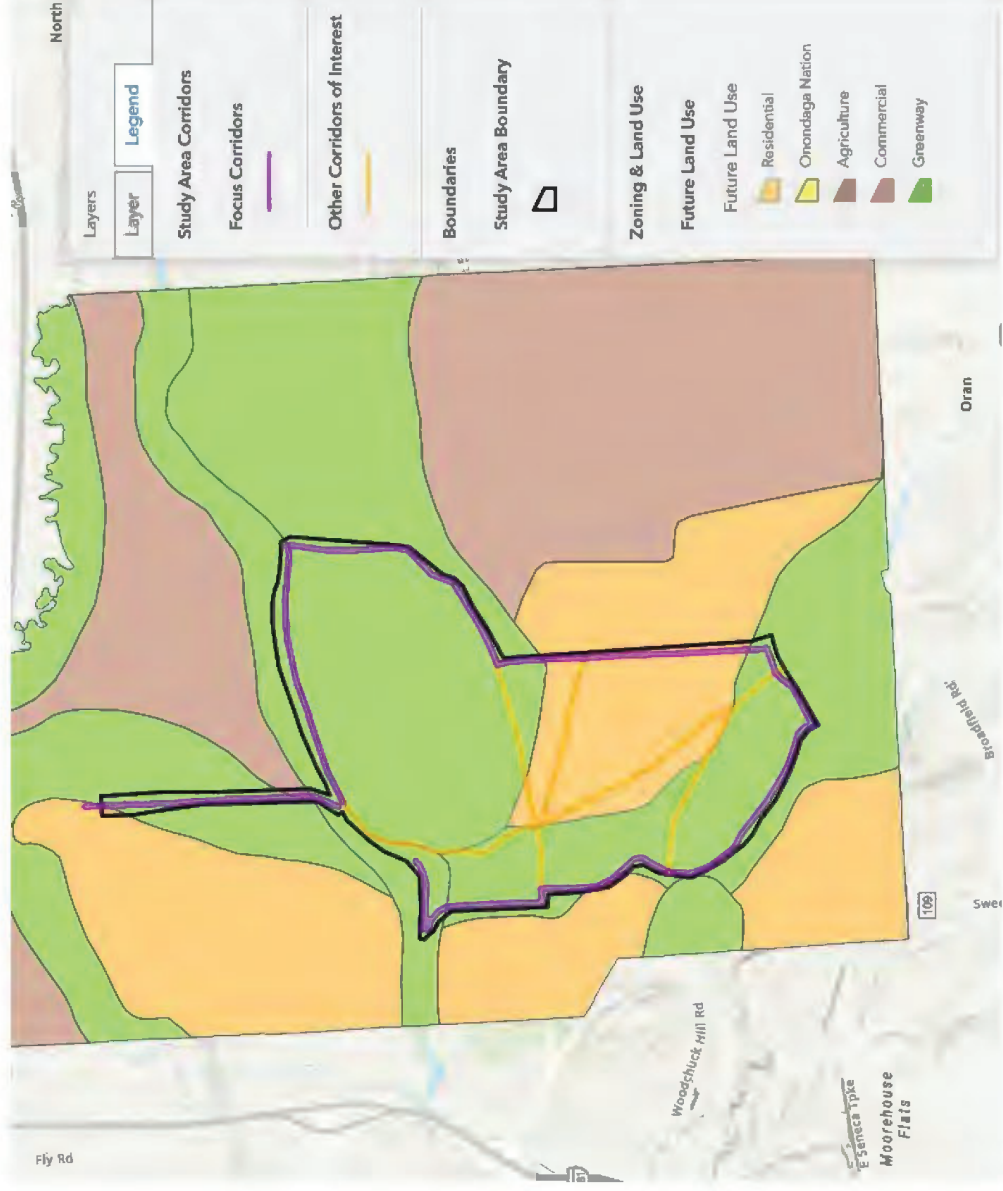 North
Layers
Layer
Legend
Study Area Corridors
Focus Corridors
Other Corridors of Interest
Boundaries
Study Area Boundary
Zoning & Land Use
Future Land Use
Future Land Use
Residential
Onondaga Nation
Agriculture
Commercial
Greenway
Oran
Broadfield Rd
109
Swee
Woodchuck Hill Rd
E Seneca Tpke
Moorehouse
Flats
Fly Rd